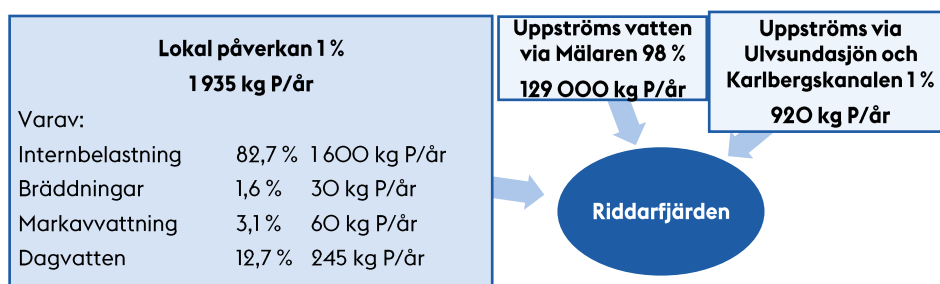 Lokal påverkan 1 %
1 935 kg P/år
Varav:
Internbelastning 82,7 % 1 600 kg P/år
Bräddningar 1,6 % 30 kg P/år
Markavvattning 3,1 % 60 kg P/år
Dagvatten 12,7 % 245 kg P/år
Uppströms vatten
via Mälaren 98 %
129 000 kg P/år
Uppströms via
Ulvsundasjön och
Karlbergskanalen 1 %
920 kg P/år
Riddarfjärden